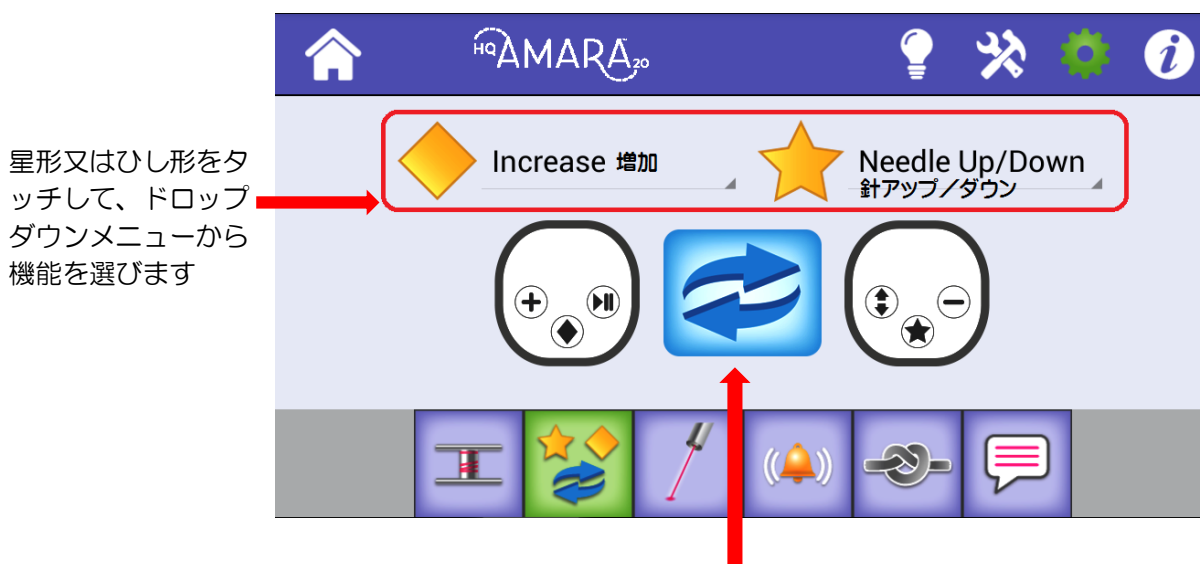 HQ AMARA 20
星形又はひし形をタ
ッチして、ドロップ
ダウンメニューから
機能を選びます
Increase 増加
Needle Up/Down
針アップ／ダウン